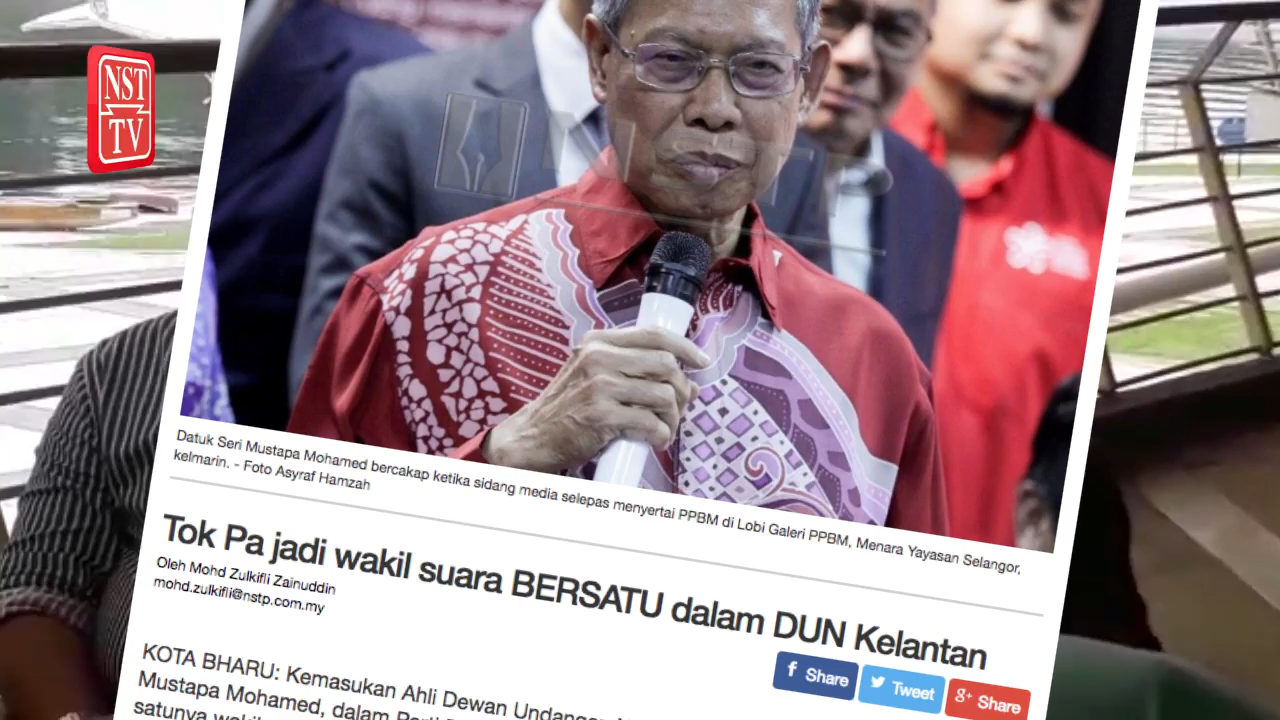 NST
TV
Datuk Seri Mustapa Mohamed bercakap ketika sidang media selepas menyertai PPBM di Lobi Galeri PPBM, Menara Yayasan Selangor,
kelmarin. - Foto Asyraf Hamzah
Tok Pa jadi wakil suara BERSATU dalam DUN Kelantan
Oleh Mohd Zulkifli Zainuddin
mohd.zulkifli@nstp.com.my
f Share
Tweet
g+ Share
KOTA BHARU: Kemasukan Ahli Dewan
Mustapa Mohamed, dalam